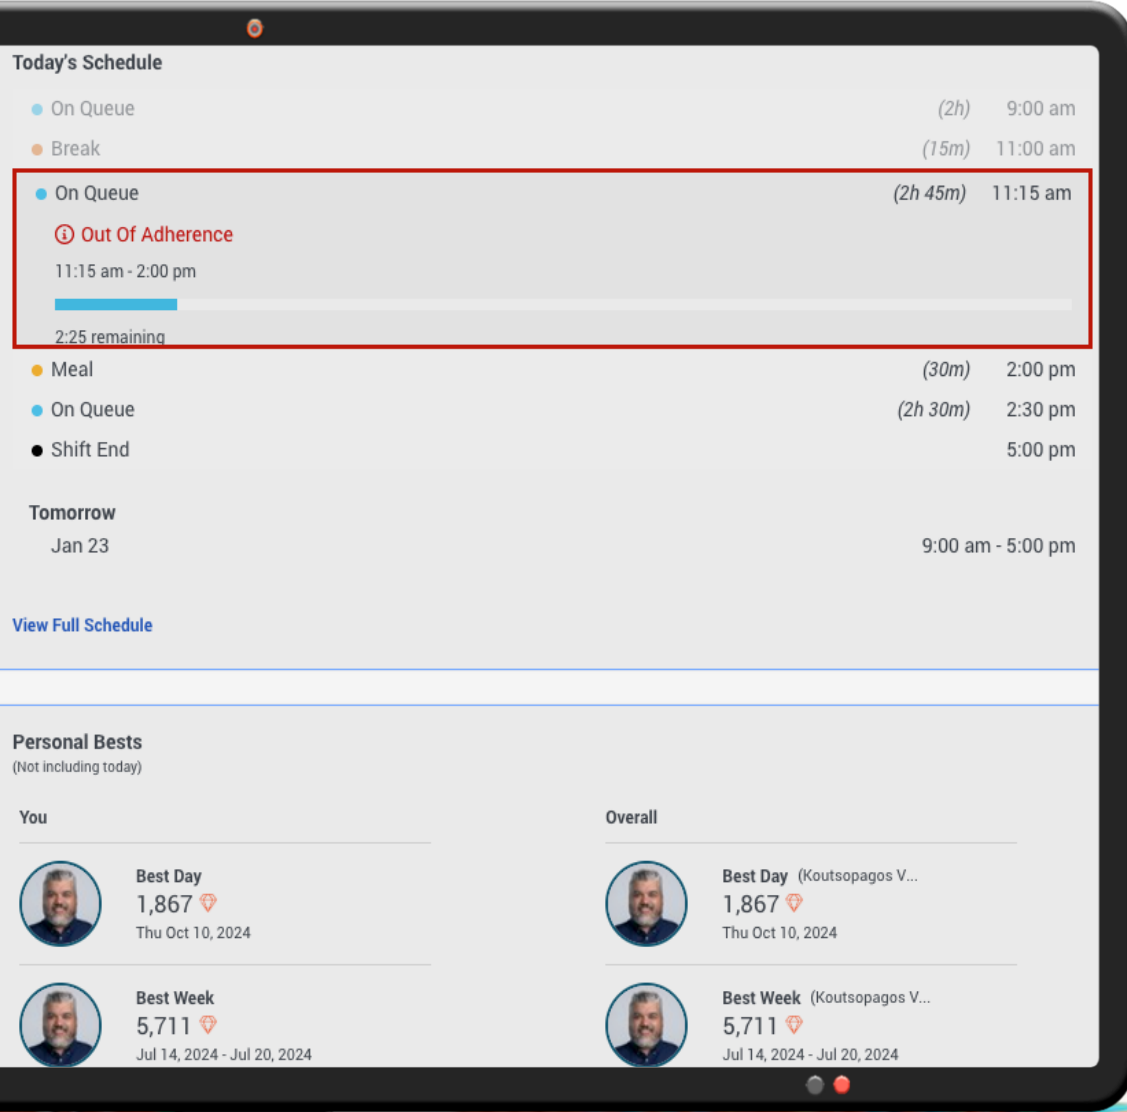 Today's Schedule
On Queue (2h) 9:00 am
Break (15m) 11:00 am
On Queue (2h 45m) 11:15 am
Out Of Adherence
11:15 am - 2:00 pm
2:25 remaining
Meal (30m) 2:00 pm
On Queue (2h 30m) 2:30 pm
Shift End 5:00 pm
Tomorrow
Jan 23 9:00 am - 5:00 pm
View Full Schedule
Personal Bests
(Not including today)
You
Best Day
1,867
Thu Oct 10, 2024
Best Week
5,711
Jul 14, 2024 - Jul 20, 2024
Overall
Best Day (Koutsopagos V...
1,867
Thu Oct 10, 2024
Best Week (Koutsopagos V...
5,711
Jul 14, 2024 - Jul 20, 2024